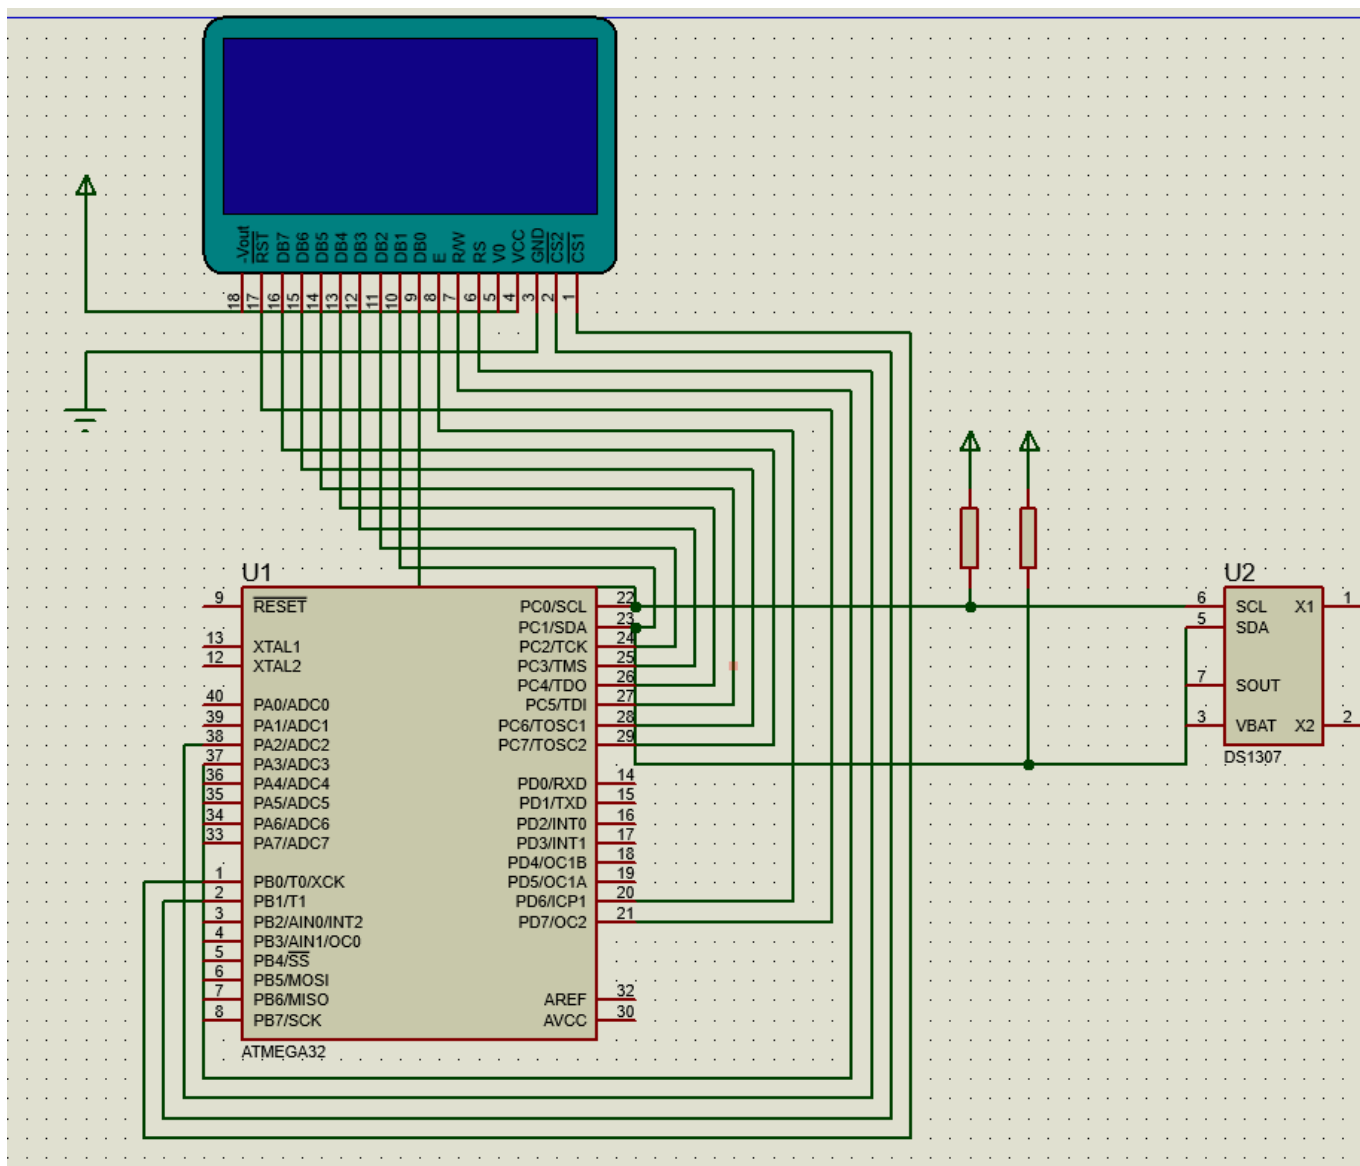 -Vout
RST
DB7
DB6
DB5
DB4
DB3
DB2
DB1
DB0
E
R/W
RS
V0
VCC
GND
CS2
CS1
18
17
16
15
14
13
12
11
10
9
8
7
6
5
4
3
2
1
U1
9 RESET
13 XTAL1
12 XTAL2
40 PA0/ADC0
39 PA1/ADC1
38 PA2/ADC2
37 PA3/ADC3
36 PA4/ADC4
35 PA5/ADC5
34 PA6/ADC6
33 PA7/ADC7
1 PB0/T0/XCK
2 PB1/T1
3 PB2/AIN0/INT2
4 PB3/AIN1/OC0
5 PB4/SS
6 PB5/MOSI
7 PB6/MISO
8 PB7/SCK
PC0/SCL 22
PC1/SDA 23
PC2/TCK 24
PC3/TMS 25
PC4/TDO 26
PC5/TDI 27
PC6/TOSC1 28
PC7/TOSC2 29
PD0/RXD 14
PD1/TXD 15
PD2/INT0 16
PD3/INT1 17
PD4/OC1B 18
PD5/OC1A 19
PD6/ICP1 20
PD7/OC2 21
AREF 32
AVCC 30
ATMEGA32
U2
6 SCL X1 1
5 SDA
7 SOUT
3 VBAT X2 2
DS1307